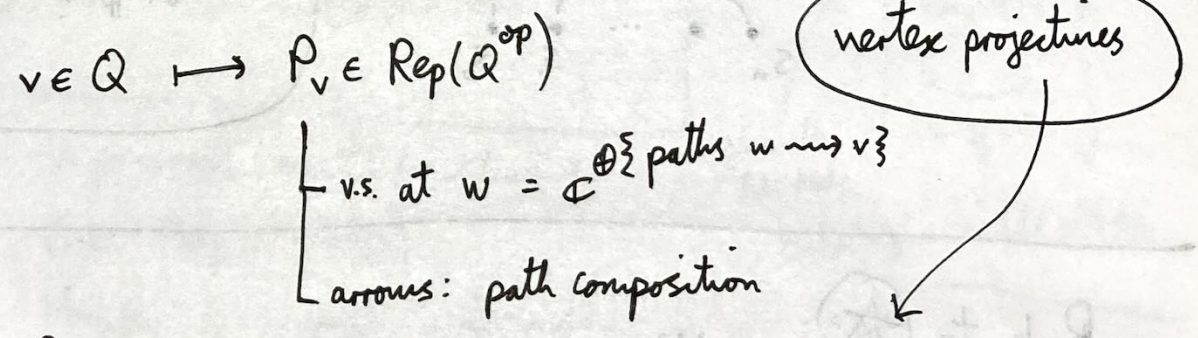 v ∈ Q ⟼ P_v ∈ Rep(Q^op)
vertex projectives
v.s. at w = ℂ^⊕{paths w ⇝ v}
arrows: path composition